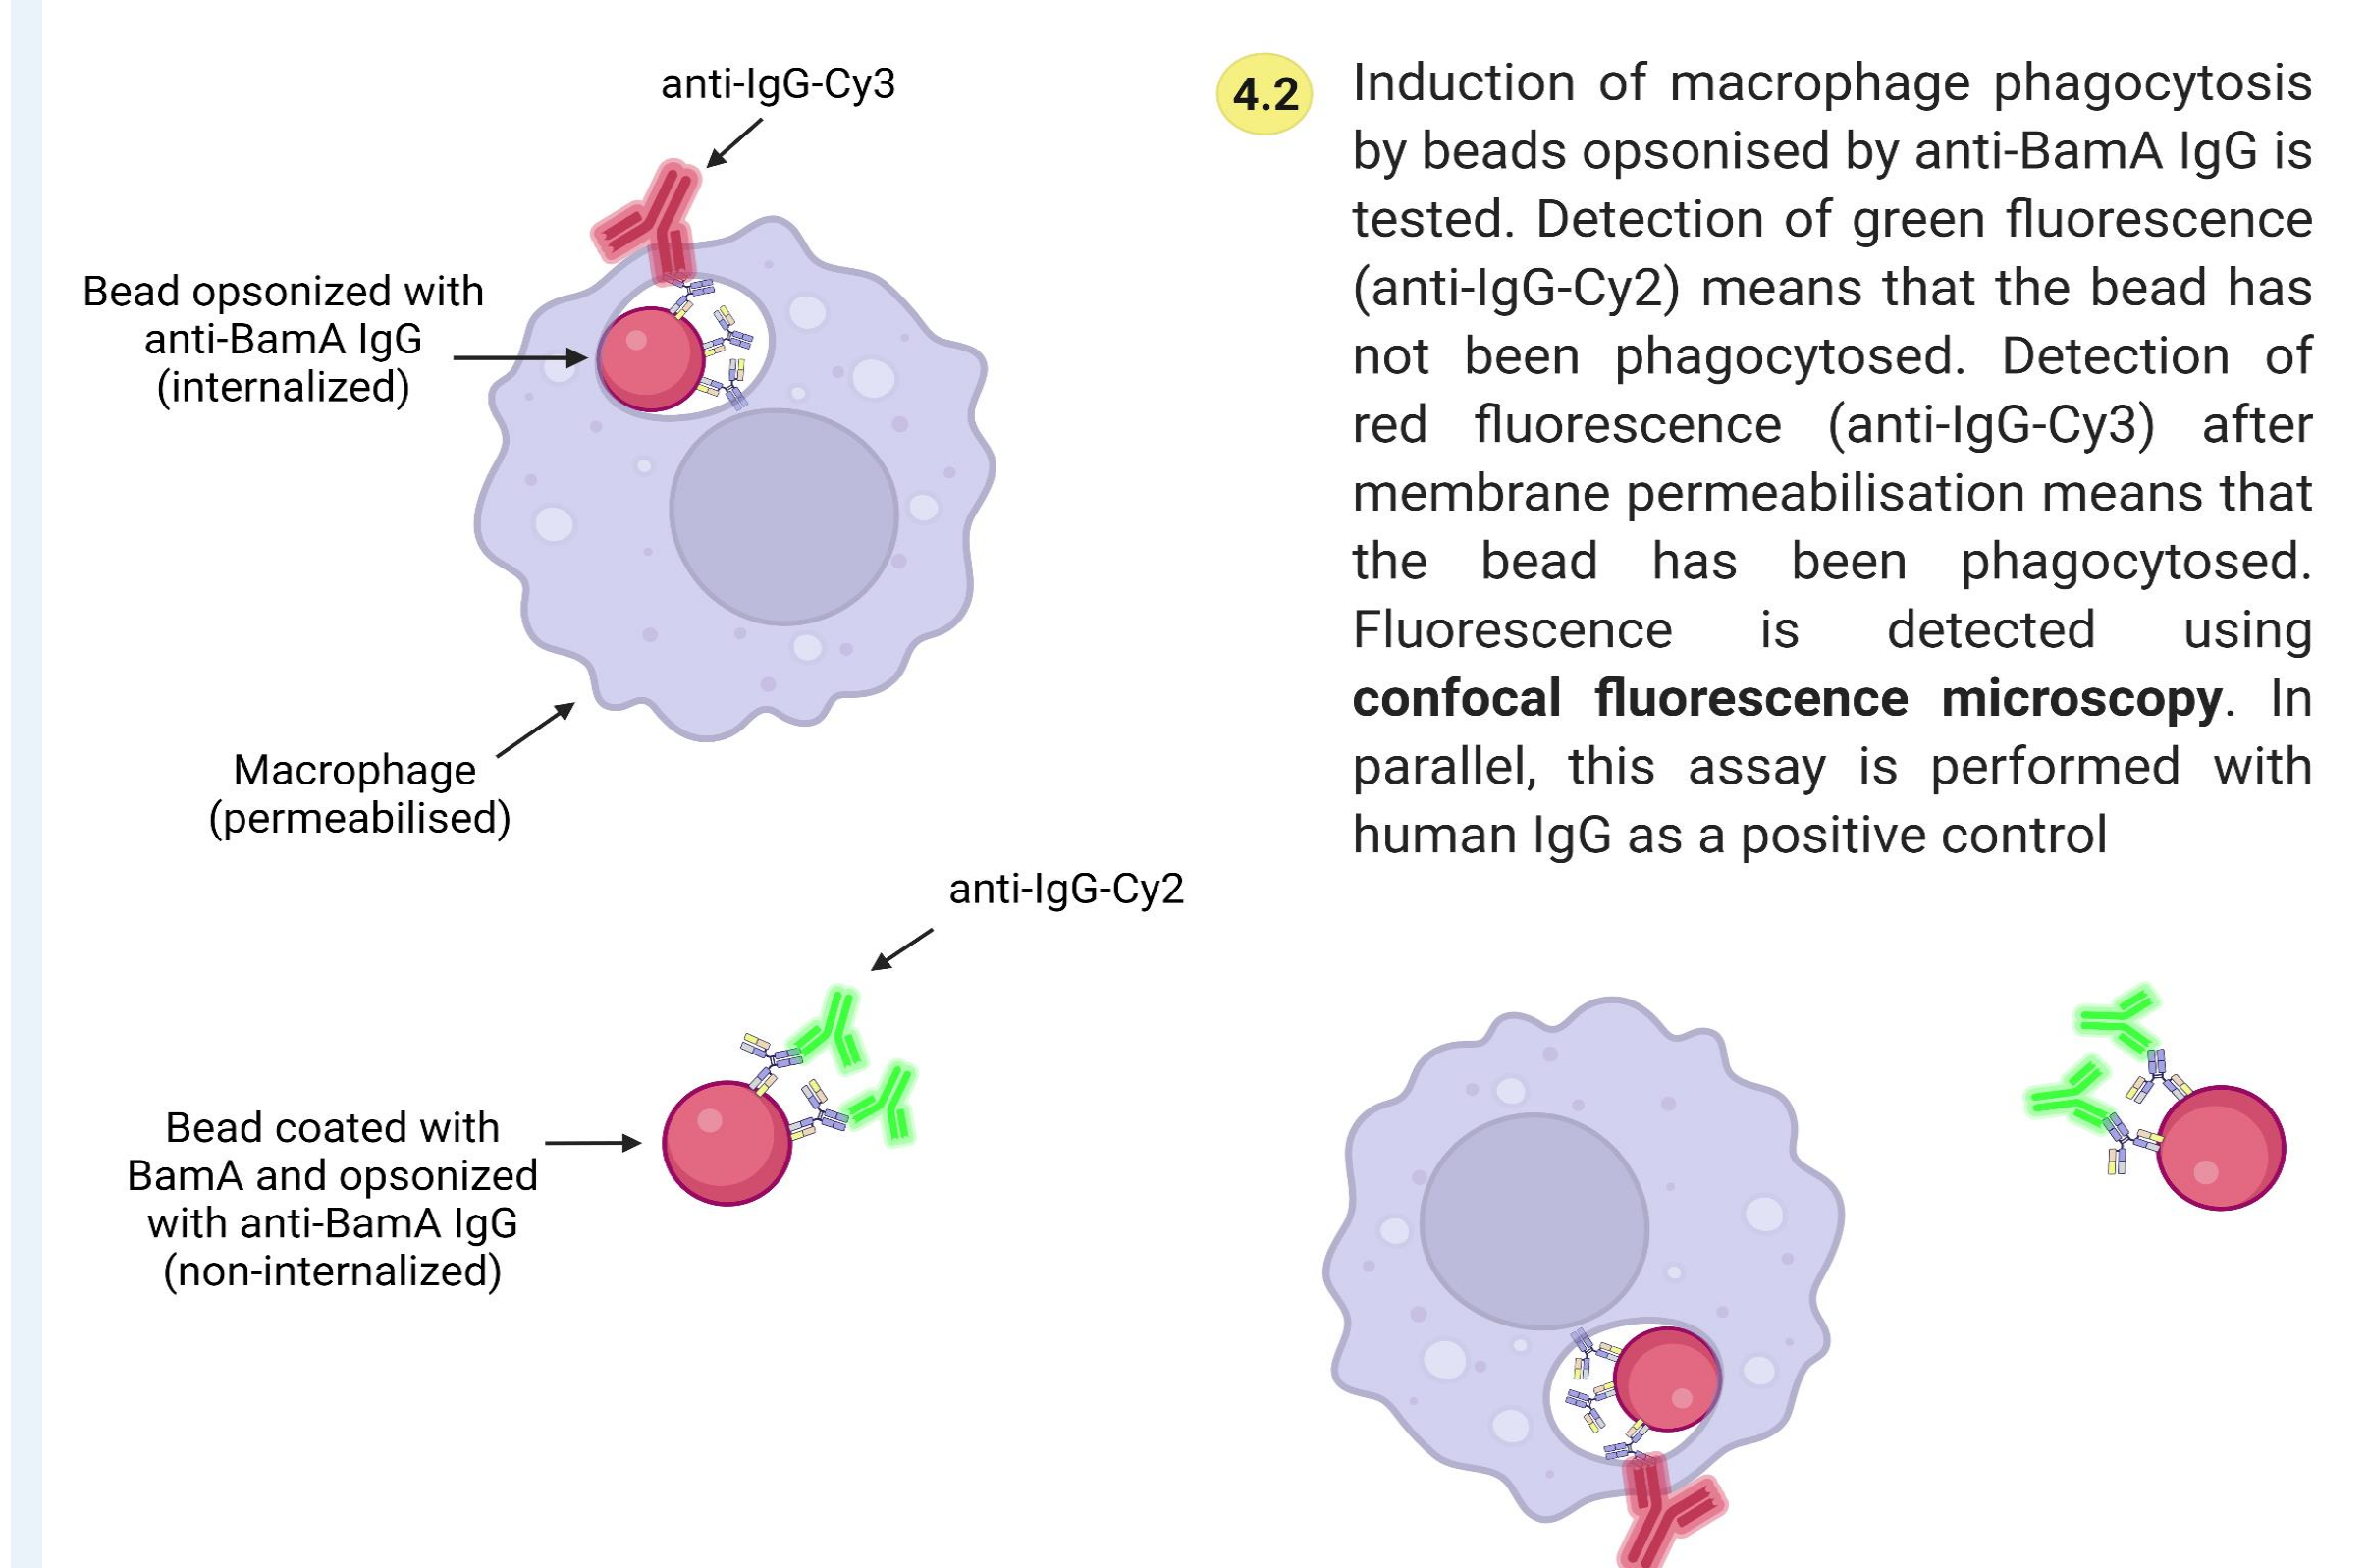 anti-IgG-Cy3
Bead opsonized with
anti-BamA IgG
(internalized)
Macrophage
(permeabilised)
4.2
Induction of macrophage phagocytosis
by beads opsonised by anti-BamA IgG is
tested. Detection of green fluorescence
(anti-IgG-Cy2) means that the bead has
not been phagocytosed. Detection of
red fluorescence (anti-IgG-Cy3) after
membrane permeabilisation means that
the bead has been phagocytosed.
Fluorescence is detected using
confocal fluorescence microscopy. In
parallel, this assay is performed with
human IgG as a positive control
anti-IgG-Cy2
Bead coated with
BamA and opsonized
with anti-BamA IgG
(non-internalized)